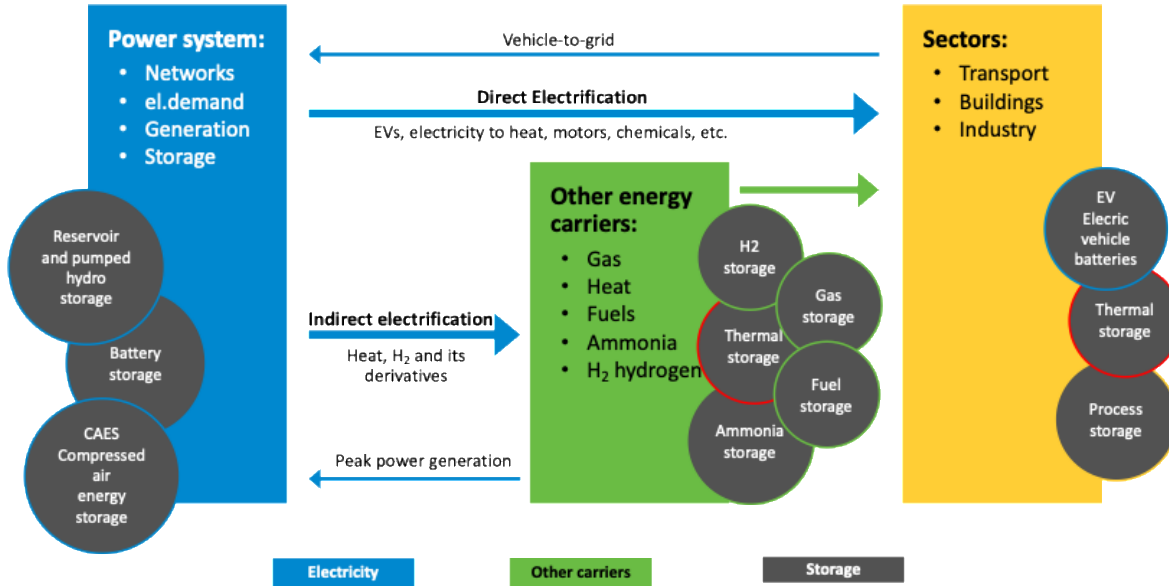 Power system:
• Networks
• el.demand
• Generation
• Storage
Reservoir
and pumped
hydro
storage
Battery
storage
CAES
Compressed
air
energy
storage
Vehicle-to-grid
Direct Electrification
EVs, electricity to heat, motors, chemicals, etc.
Indirect electrification
Heat, H₂ and its
derivatives
Peak power generation
Other energy
carriers:
• Gas
• Heat
• Fuels
• Ammonia
• H₂ hydrogen
H2
storage
Gas
storage
Thermal
storage
Fuel
storage
Ammonia
storage
Sectors:
• Transport
• Buildings
• Industry
EV
Elecric
vehicle
batteries
Thermal
storage
Process
storage
Electricity
Other carriers
Storage